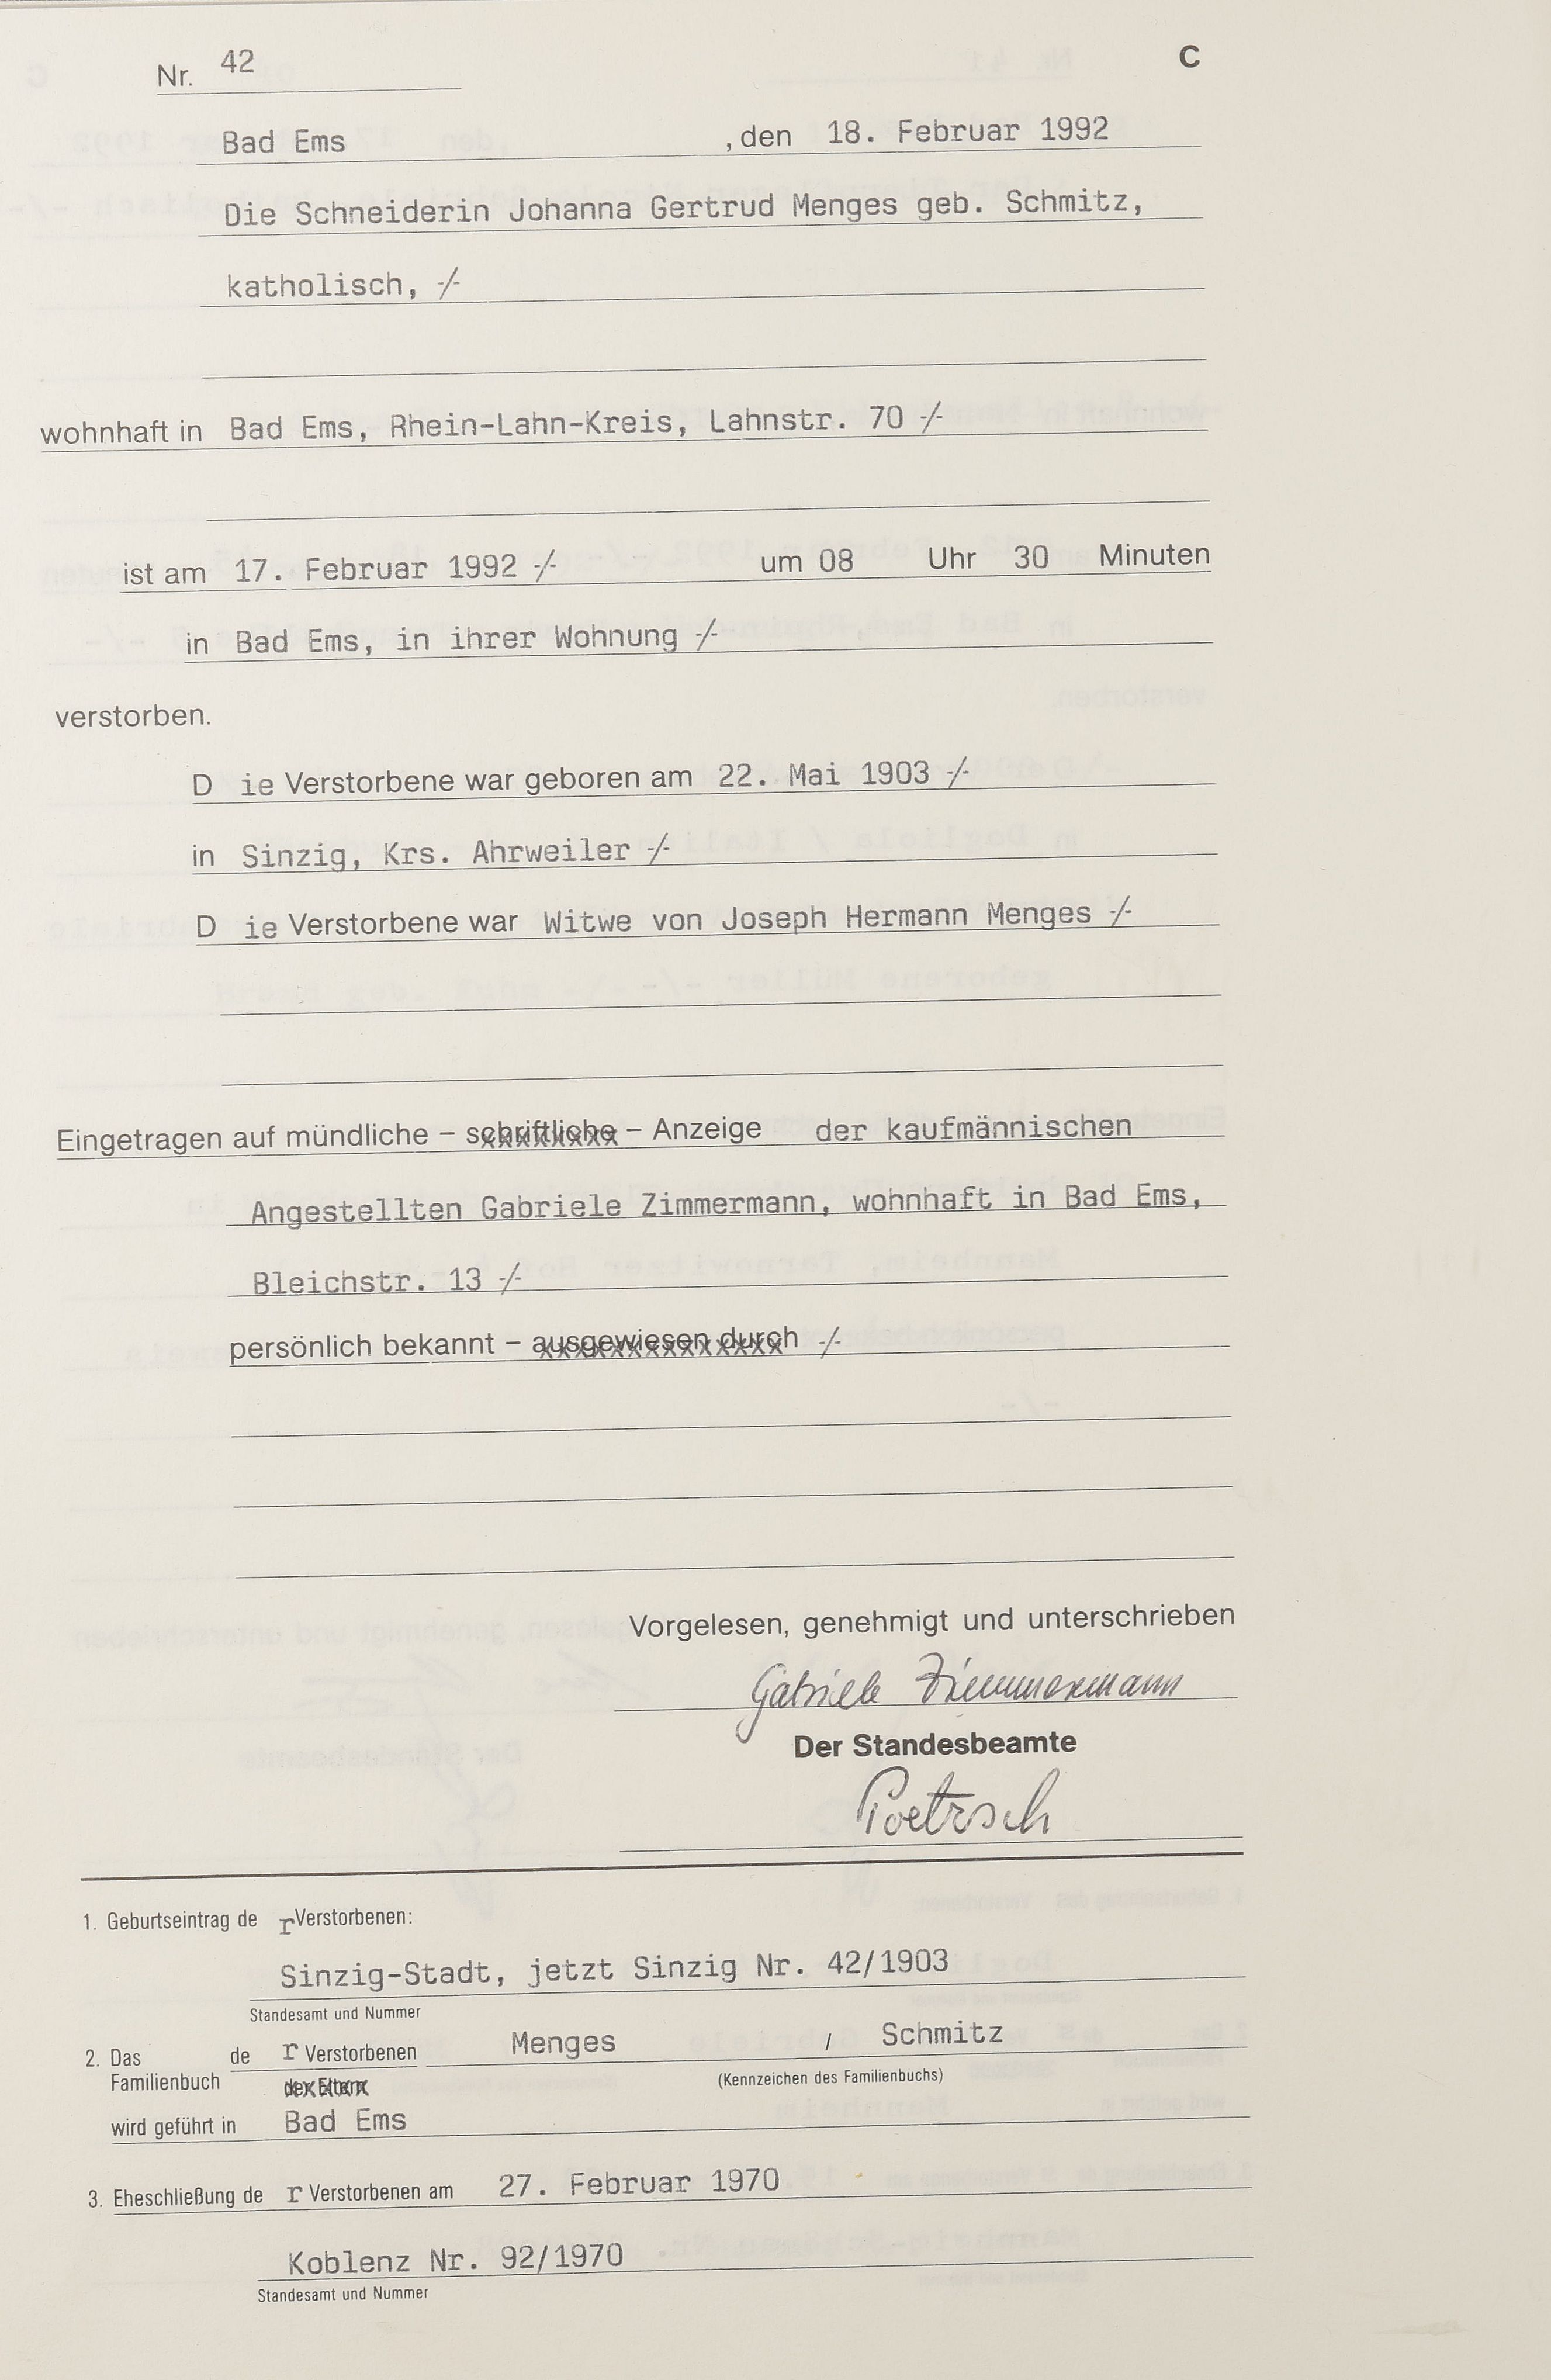 Nr. 42 C
Bad Ems , den 18. Februar 1992
Die Schneiderin Johanna Gertrud Menges geb. Schmitz,
katholisch, -/-
wohnhaft in Bad Ems, Rhein-Lahn-Kreis, Lahnstr. 70 -/-
ist am 17. Februar 1992 -/- um 08 Uhr 30 Minuten
in Bad Ems, in ihrer Wohnung -/-
verstorben.
D ie Verstorbene war geboren am 22. Mai 1903 -/-
in Sinzig, Krs. Ahrweiler -/-
D ie Verstorbene war Witwe von Joseph Hermann Menges -/-
Eingetragen auf mündliche – schriftliche – Anzeige der kaufmännischen
Angestellten Gabriele Zimmermann, wohnhaft in Bad Ems,
Bleichstr. 13 -/-
persönlich bekannt – ausgewiesen durch -/-
Vorgelesen, genehmigt und unterschrieben
Gabriele Zimmermann
Der Standesbeamte
Poetzsch
1. Geburtseintrag de r Verstorbenen:
Sinzig-Stadt, jetzt Sinzig Nr. 42/1903
Standesamt und Nummer
2. Das de r Verstorbenen Menges / Schmitz
Familienbuch der Eltern (Kennzeichen des Familienbuchs)
wird geführt in Bad Ems
3. Eheschließung de r Verstorbenen am 27. Februar 1970
Koblenz Nr. 92/1970
Standesamt und Nummer